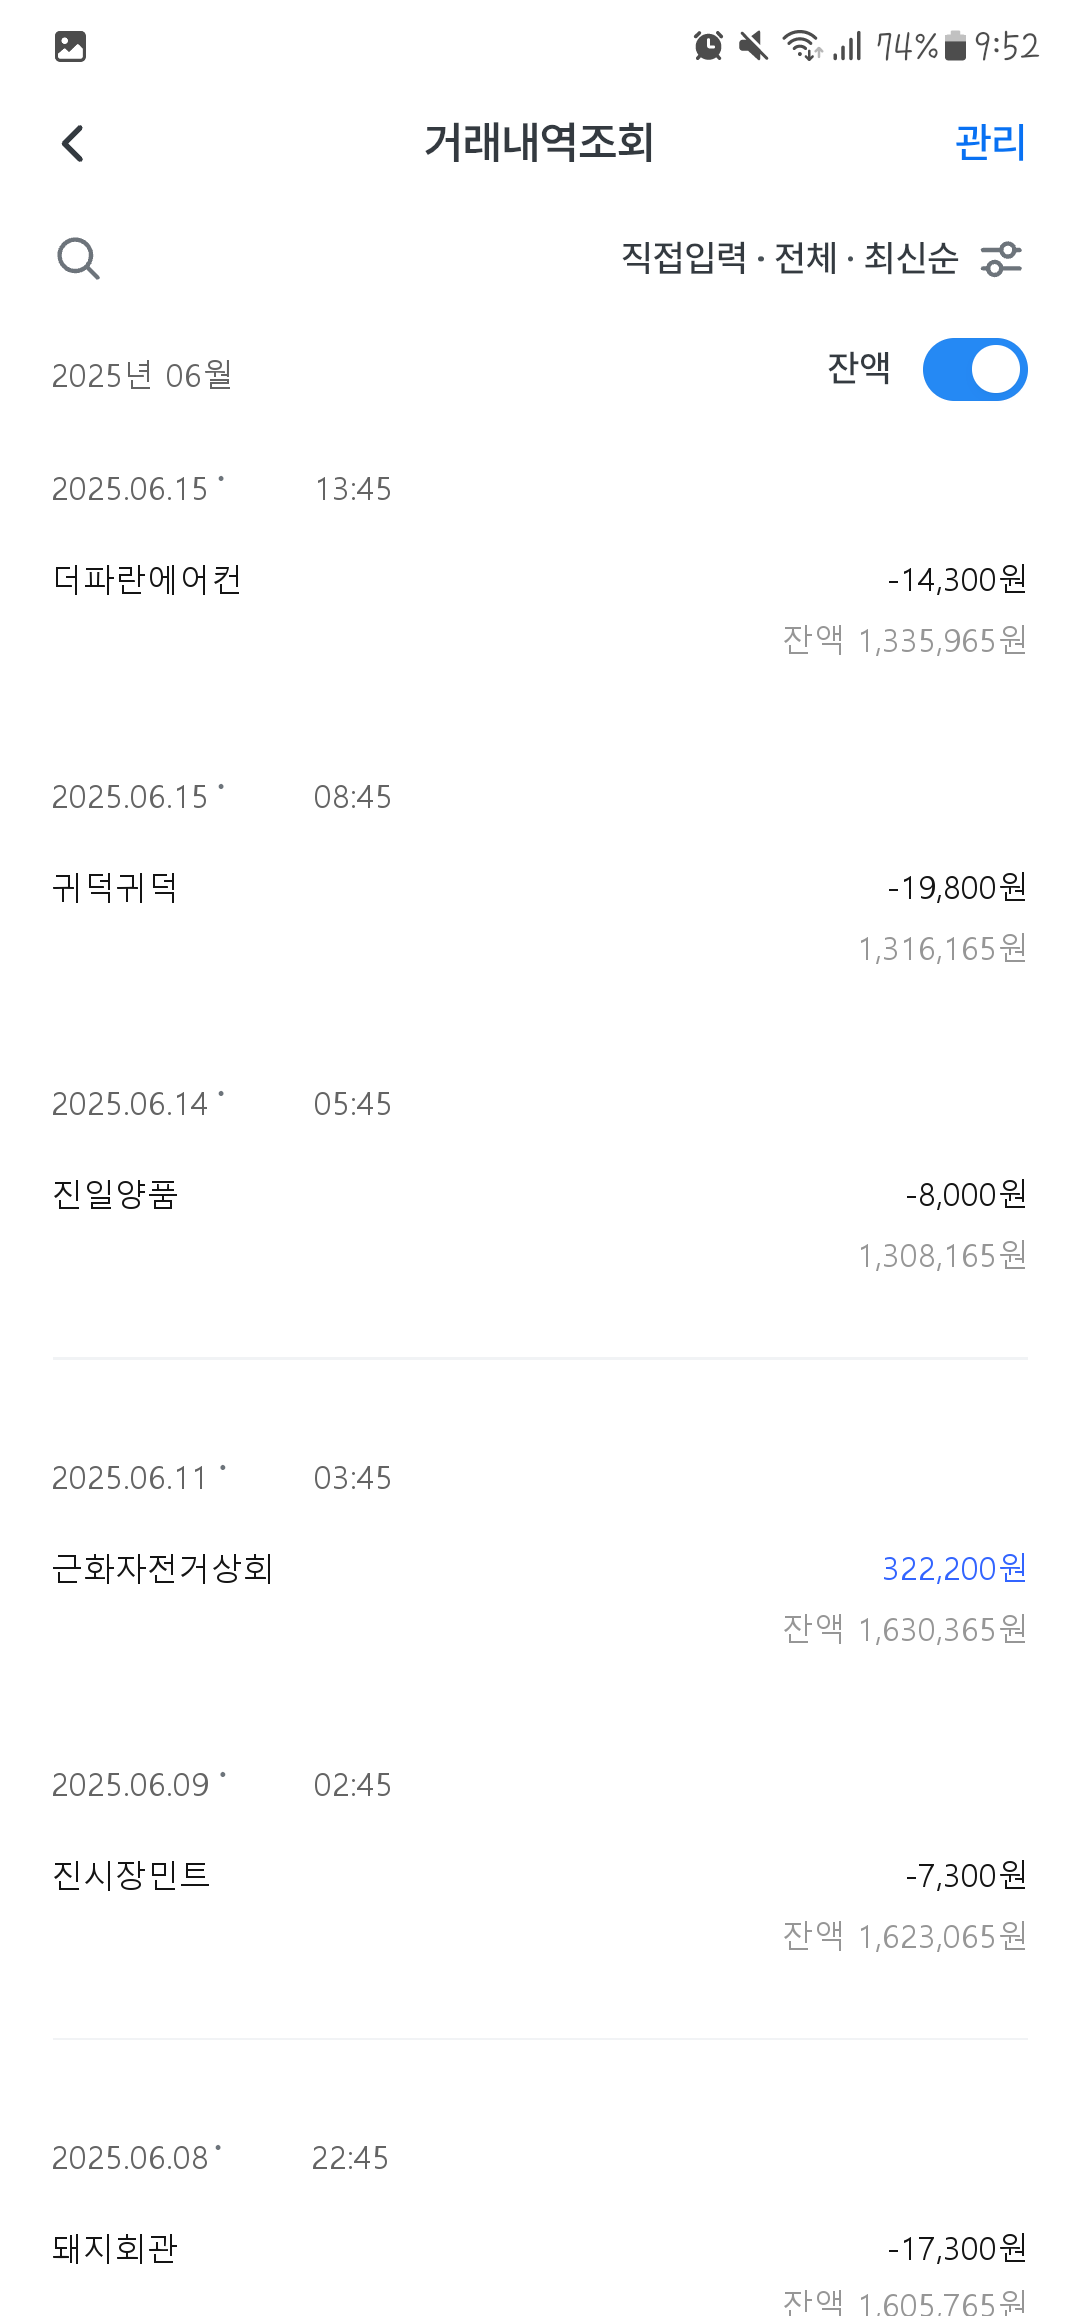 74% 9:52
거래내역조회 관리
직접입력 · 전체 · 최신순
2025년 06월 잔액
2025.06.15 · 13:45
더파란에어컨 -14,300원
잔액 1,335,965원
2025.06.15 · 08:45
귀덕귀덕 -19,800원
1,316,165원
2025.06.14 · 05:45
진일양품 -8,000원
1,308,165원
2025.06.11 · 03:45
근화자전거상회 322,200원
잔액 1,630,365원
2025.06.09 · 02:45
진시장민트 -7,300원
잔액 1,623,065원
2025.06.08 · 22:45
돼지회관 -17,300원
잔액 1,605,765원